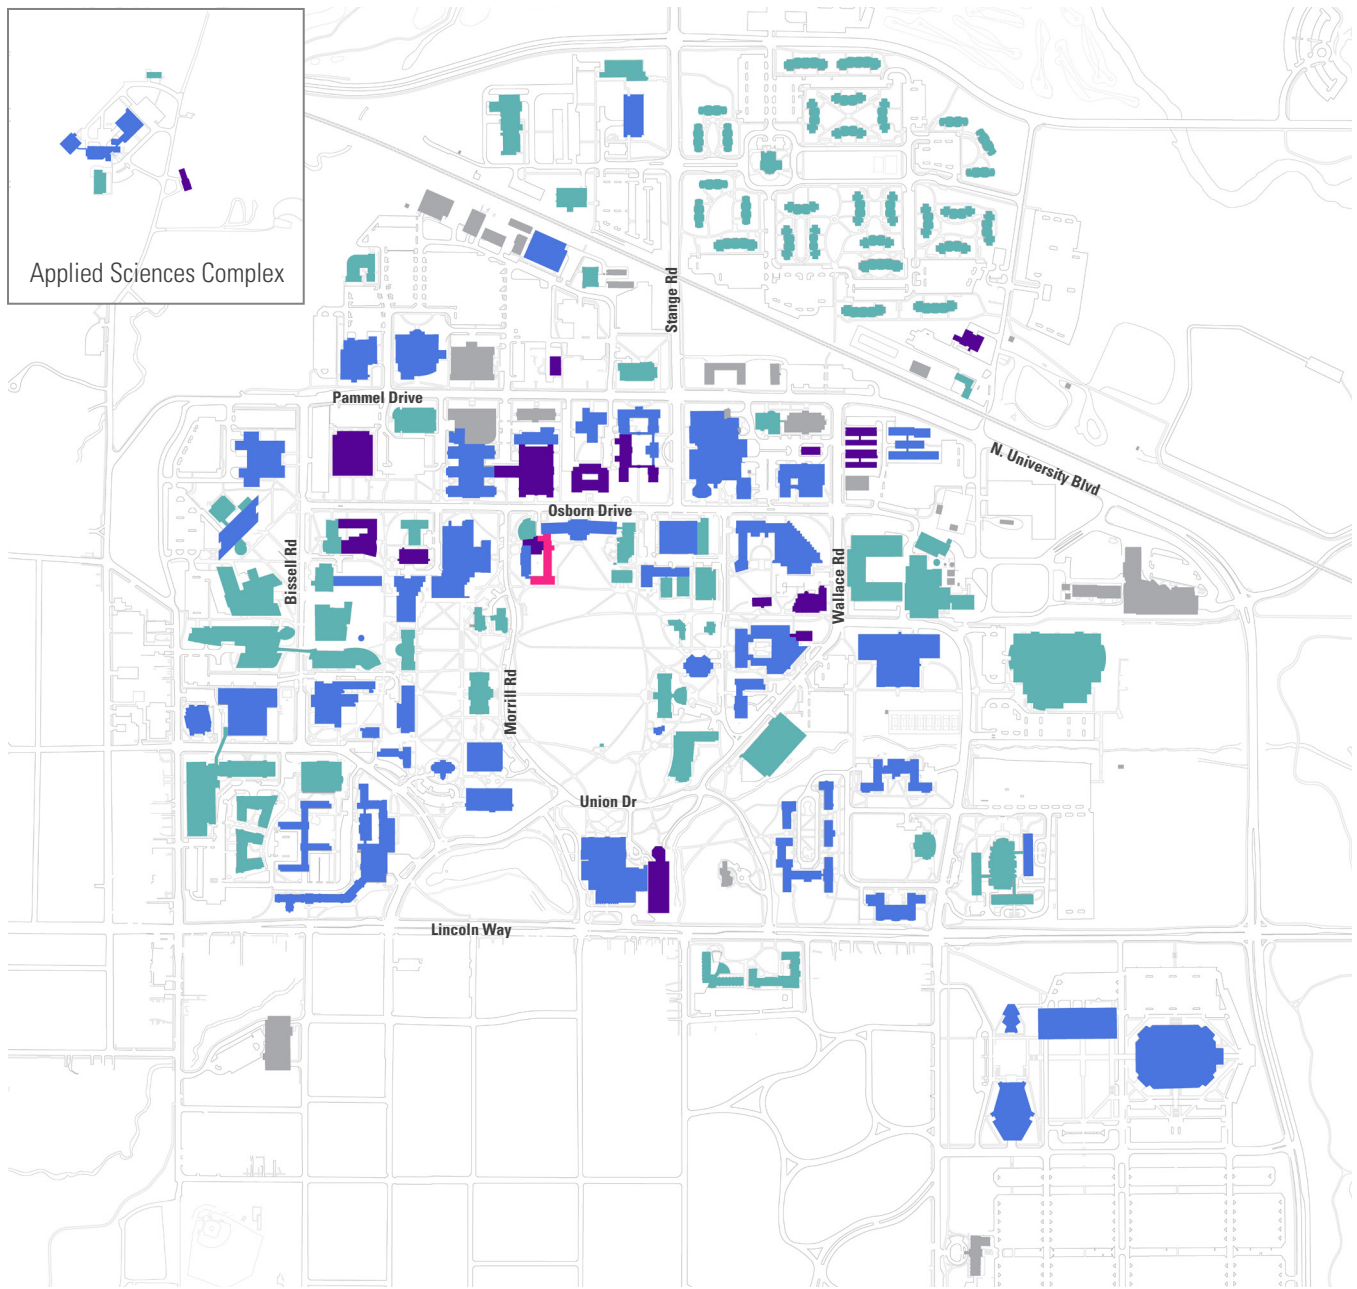 Applied Sciences Complex
Stange Rd
Pammel Drive
N. University Blvd
Osborn Drive
Bissell Rd
Wallace Rd
Morrill Rd
Union Dr
Lincoln Way